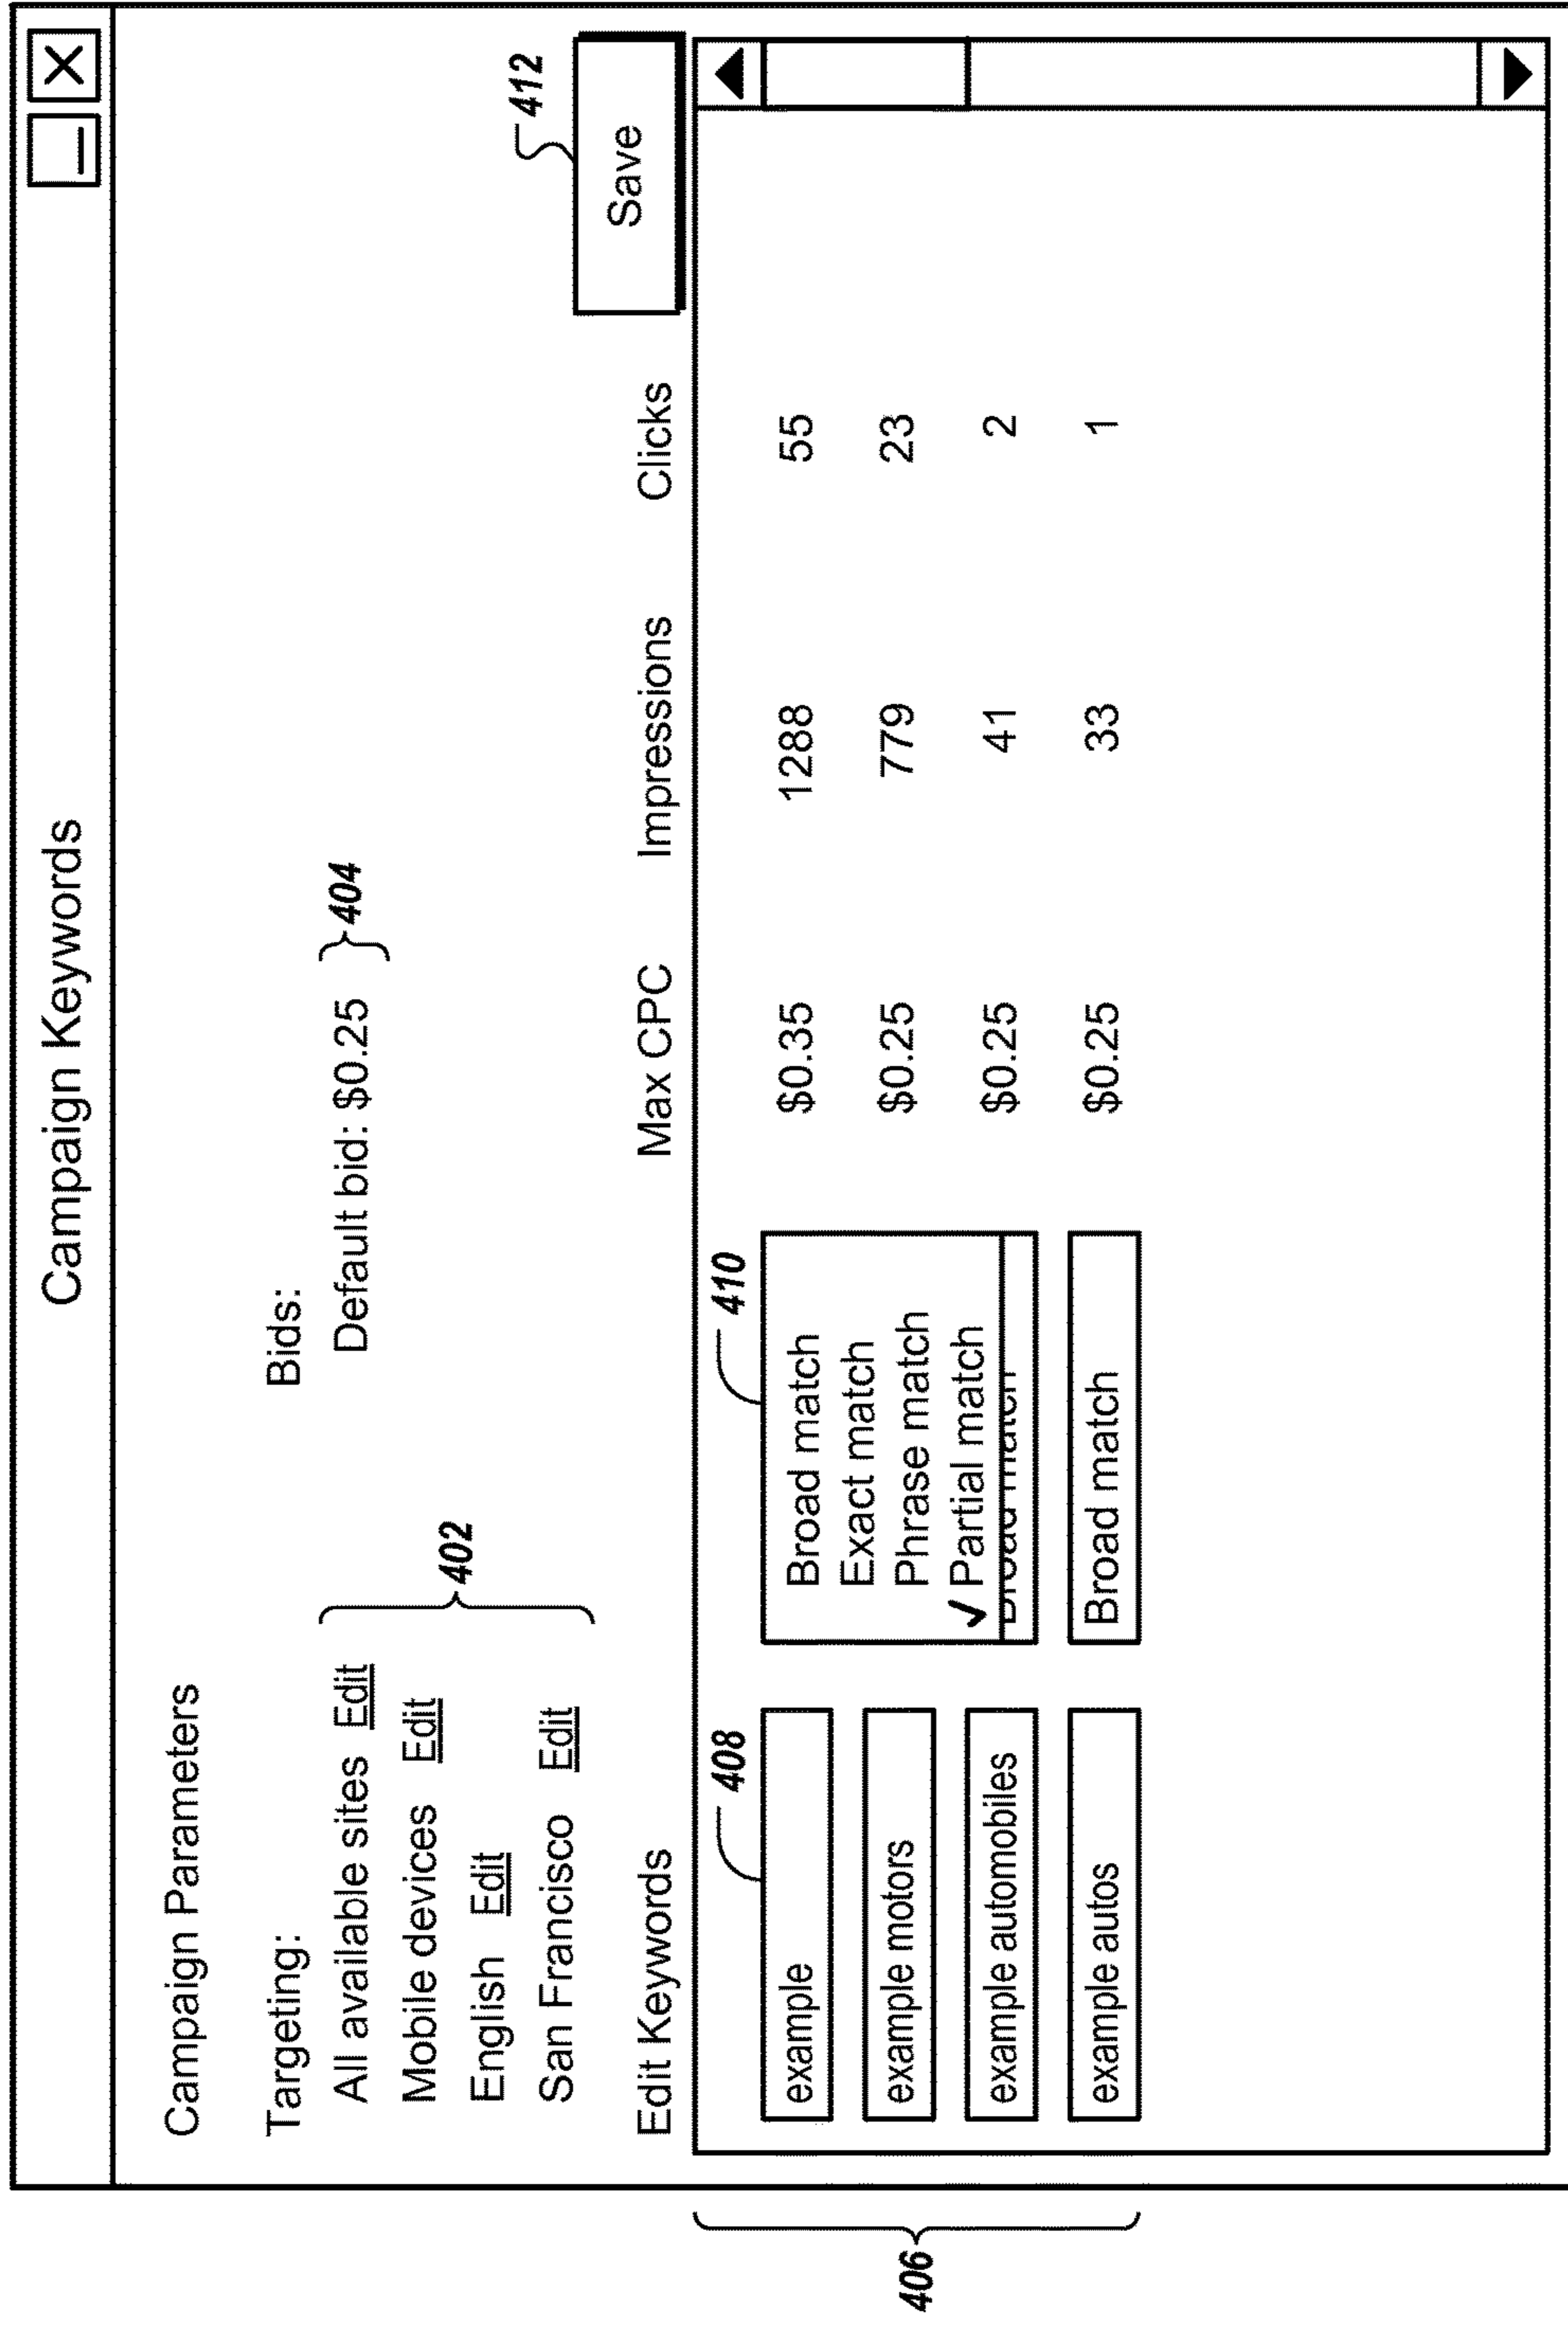 Campaign Keywords
Campaign Parameters
Targeting:
Bids:
All available sites Edit
Default bid: $0.25
404
Mobile devices Edit
402
English Edit
San Francisco Edit
412
Save
Edit Keywords
Max CPC
Impressions
Clicks
408
410
example
Broad match
$0.35
1288
55
Exact match
example motors
Phrase match
$0.25
779
23
Partial match
example automobiles
Broad match
$0.25
41
2
example autos
Broad match
$0.25
33
1
406